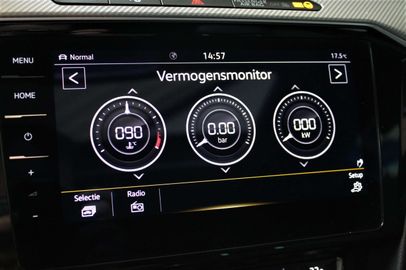 MENU
Normal
14:57
17.5°C
Vermogensmonitor
HOME
090
°C
0.00
bar
000
kW
Selectie
Radio
Setup